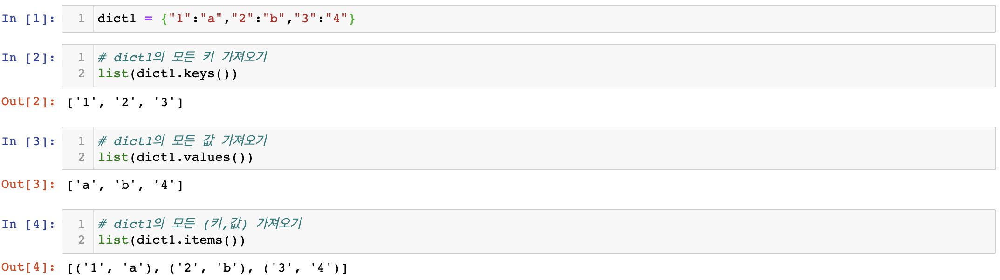 In [1]: 1 dict1 = {"1":"a","2":"b","3":"4"}
In [2]: 1 # dict1의 모든 키 가져오기
2 list(dict1.keys())
Out[2]: ['1', '2', '3']
In [3]: 1 # dict1의 모든 값 가져오기
2 list(dict1.values())
Out[3]: ['a', 'b', '4']
In [4]: 1 # dict1의 모든 (키,값) 가져오기
2 list(dict1.items())
Out[4]: [('1', 'a'), ('2', 'b'), ('3', '4')]